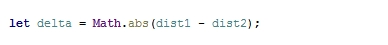 let delta = Math.abs(dist1 - dist2);